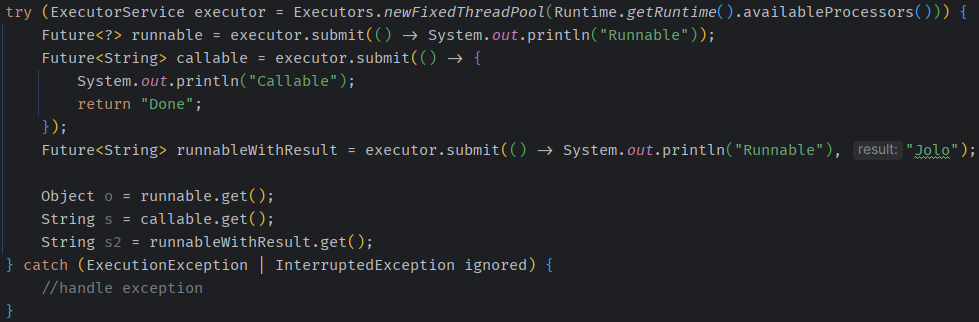 try (ExecutorService executor = Executors.newFixedThreadPool(Runtime.getRuntime().availableProcessors())) {
    Future<?> runnable = executor.submit(() -> System.out.println("Runnable"));
    Future<String> callable = executor.submit(() -> {
        System.out.println("Callable");
        return "Done";
    });
    Future<String> runnableWithResult = executor.submit(() -> System.out.println("Runnable"), result: "Jolo");

    Object o = runnable.get();
    String s = callable.get();
    String s2 = runnableWithResult.get();
} catch (ExecutionException | InterruptedException ignored) {
    //handle exception
}